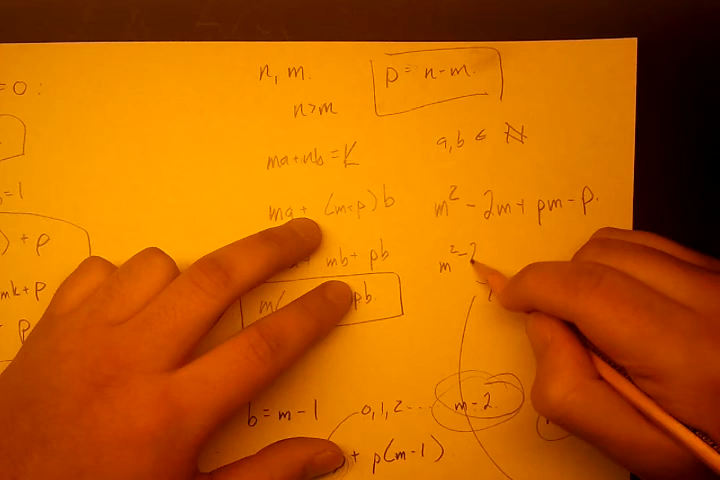 = 0 :
= 1
) + p
mk + p
+ p
n, m.
n > m
ma + nb = K
ma + (m+p) b
mb + pb
m( pb
b = m - 1
0, 1, 2 ..
m - 2
+ p(m-1)
p = n - m.
a, b ∈ ℕ
m² - 2m + pm - p.
m² - 2